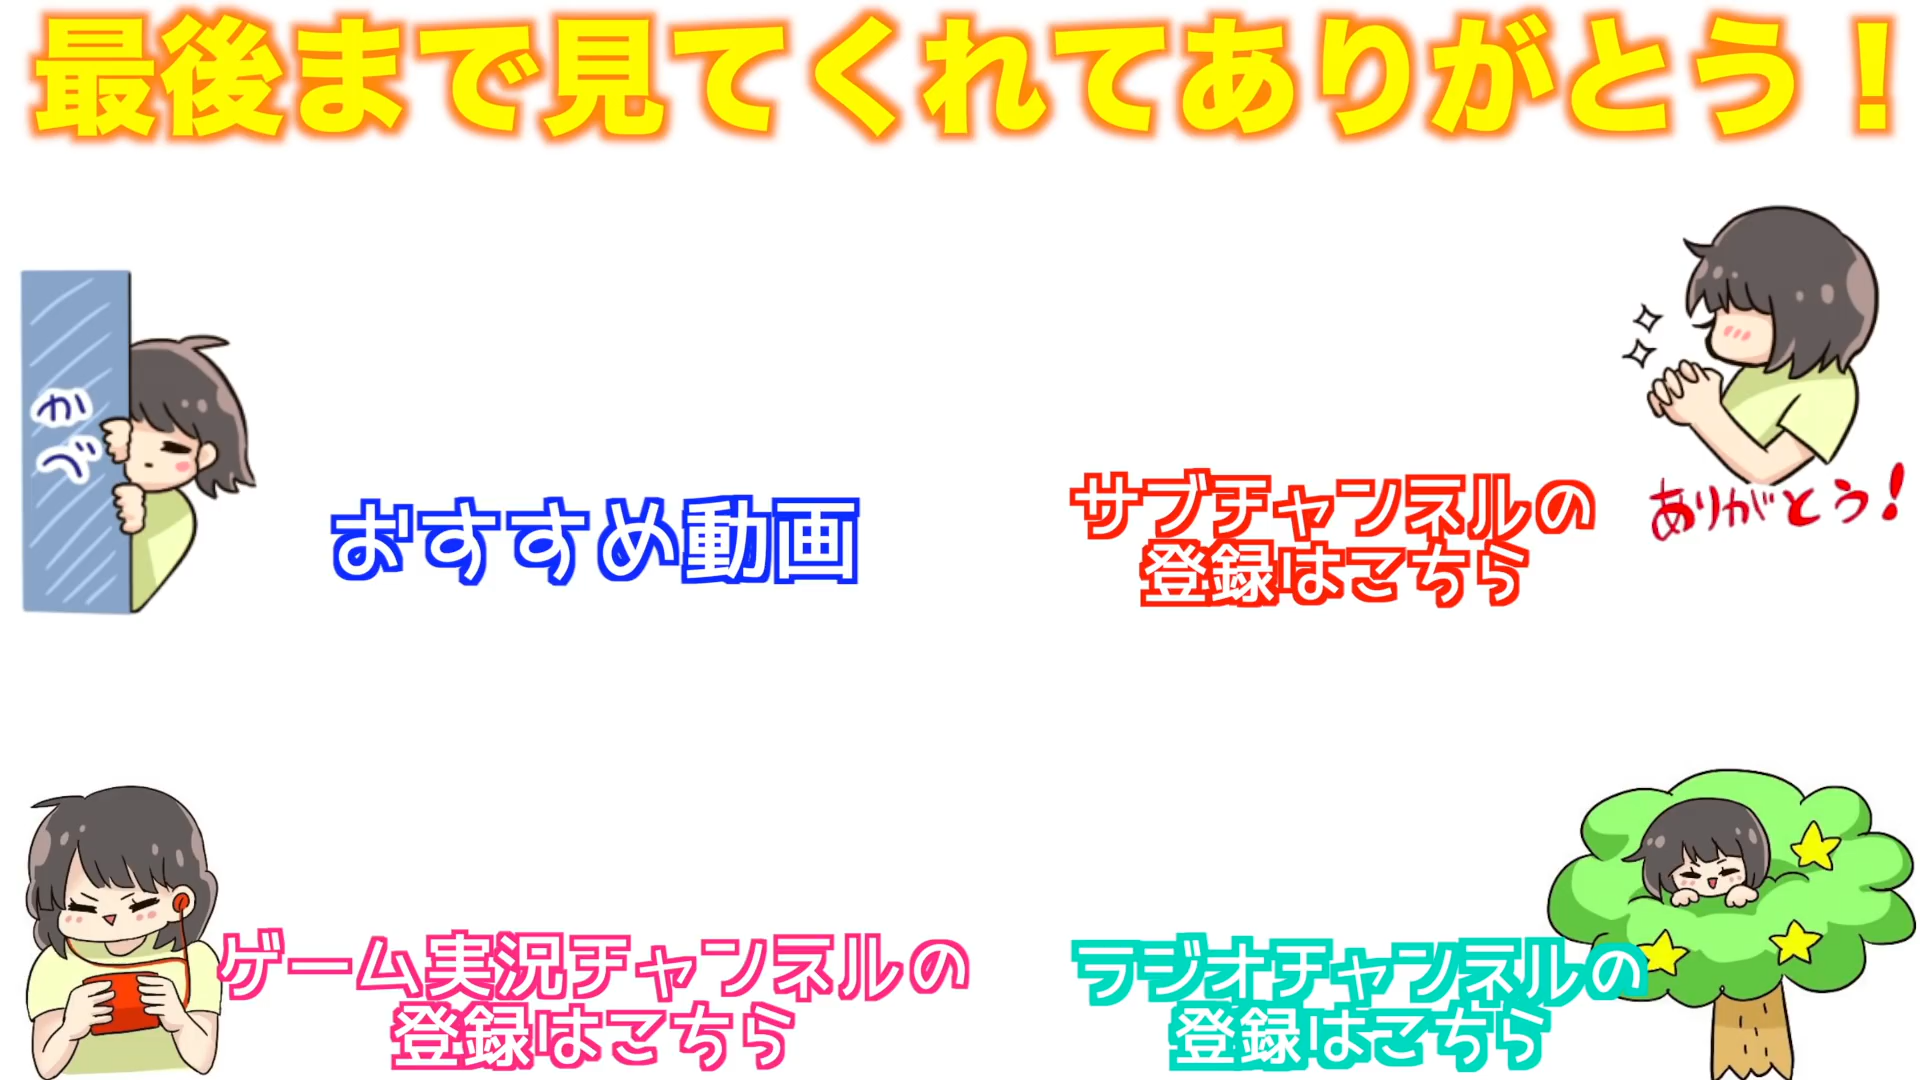 最後まで見てくれてありがとう！
かべ
おすすめ動画
サブチャンネルの
登録はこちら
ありがとう！
ゲーム実況チャンネルの
登録はこちら
ラジオチャンネルの
登録はこちら